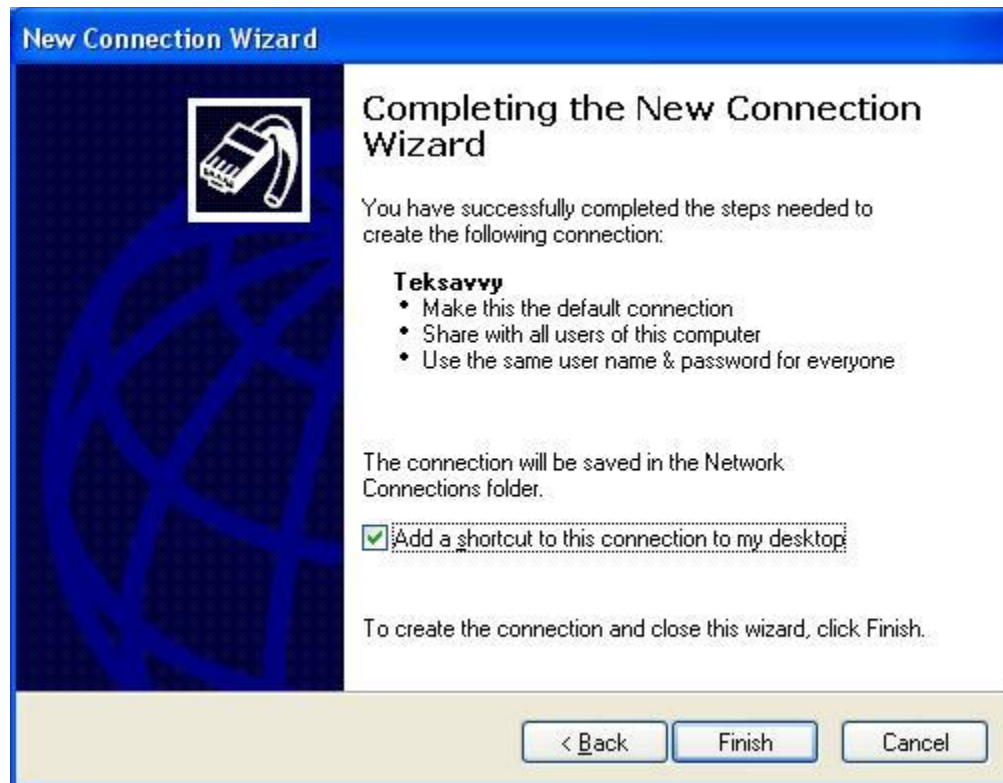 New Connection Wizard
Completing the New Connection
Wizard
You have successfully completed the steps needed to
create the following connection:
Teksavvy
• Make this the default connection
• Share with all users of this computer
• Use the same user name & password for everyone
The connection will be saved in the Network
Connections folder.
Add a shortcut to this connection to my desktop
To create the connection and close this wizard, click Finish.
< Back
Finish
Cancel